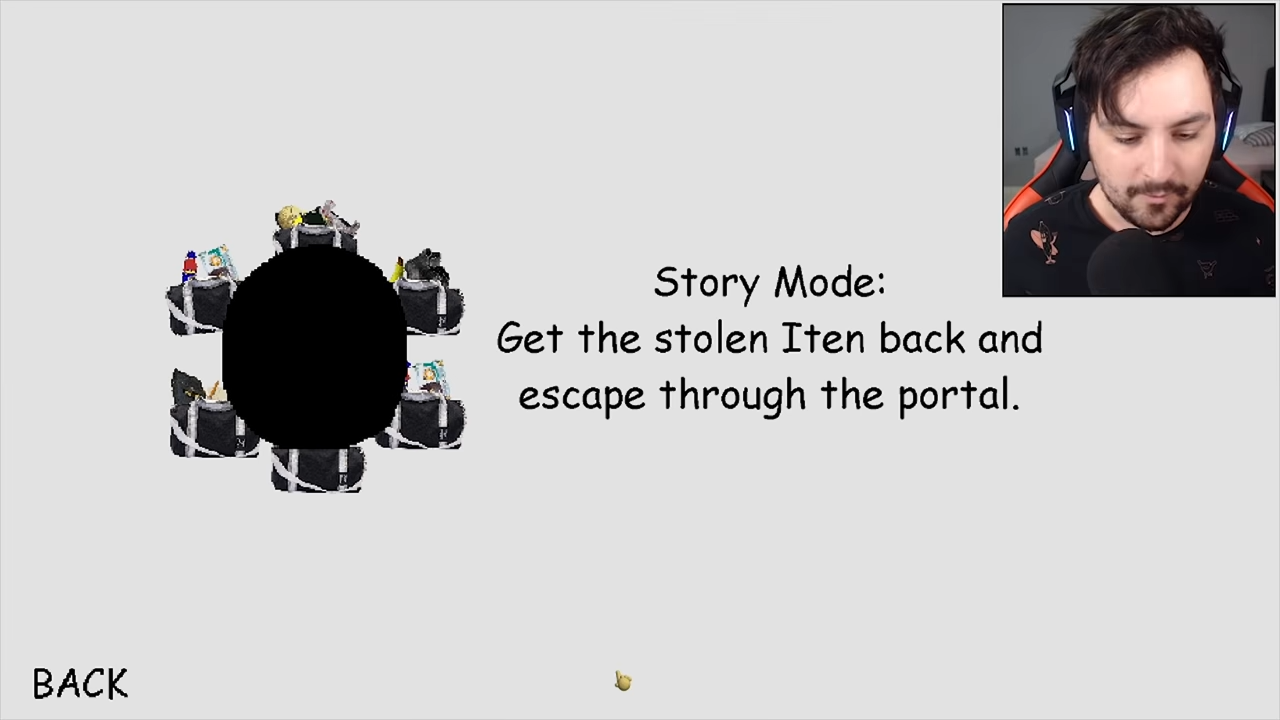 Story Mode:
Get the stolen Iten back and
escape through the portal.
BACK